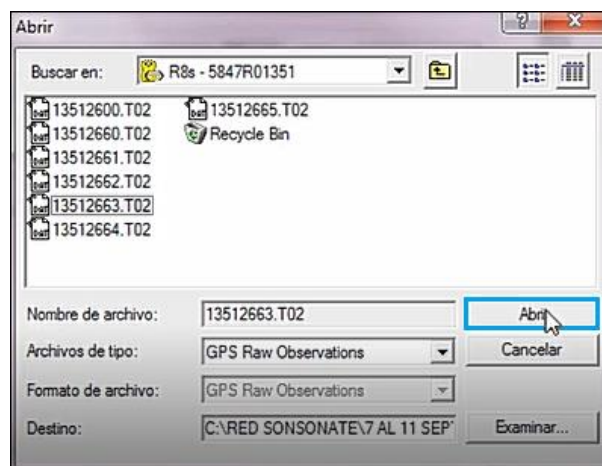 Abrir
Buscar en: R8s - 5847R01351
13512600.T02
13512660.T02
13512661.T02
13512662.T02
13512663.T02
13512664.T02
13512665.T02
Recycle Bin
Nombre de archivo: 13512663.T02 Abrir
Archivos de tipo: GPS Raw Observations Cancelar
Formato de archivo: GPS Raw Observations
Destino: C:\RED SONSONATE\7 AL 11 SEP Examinar...